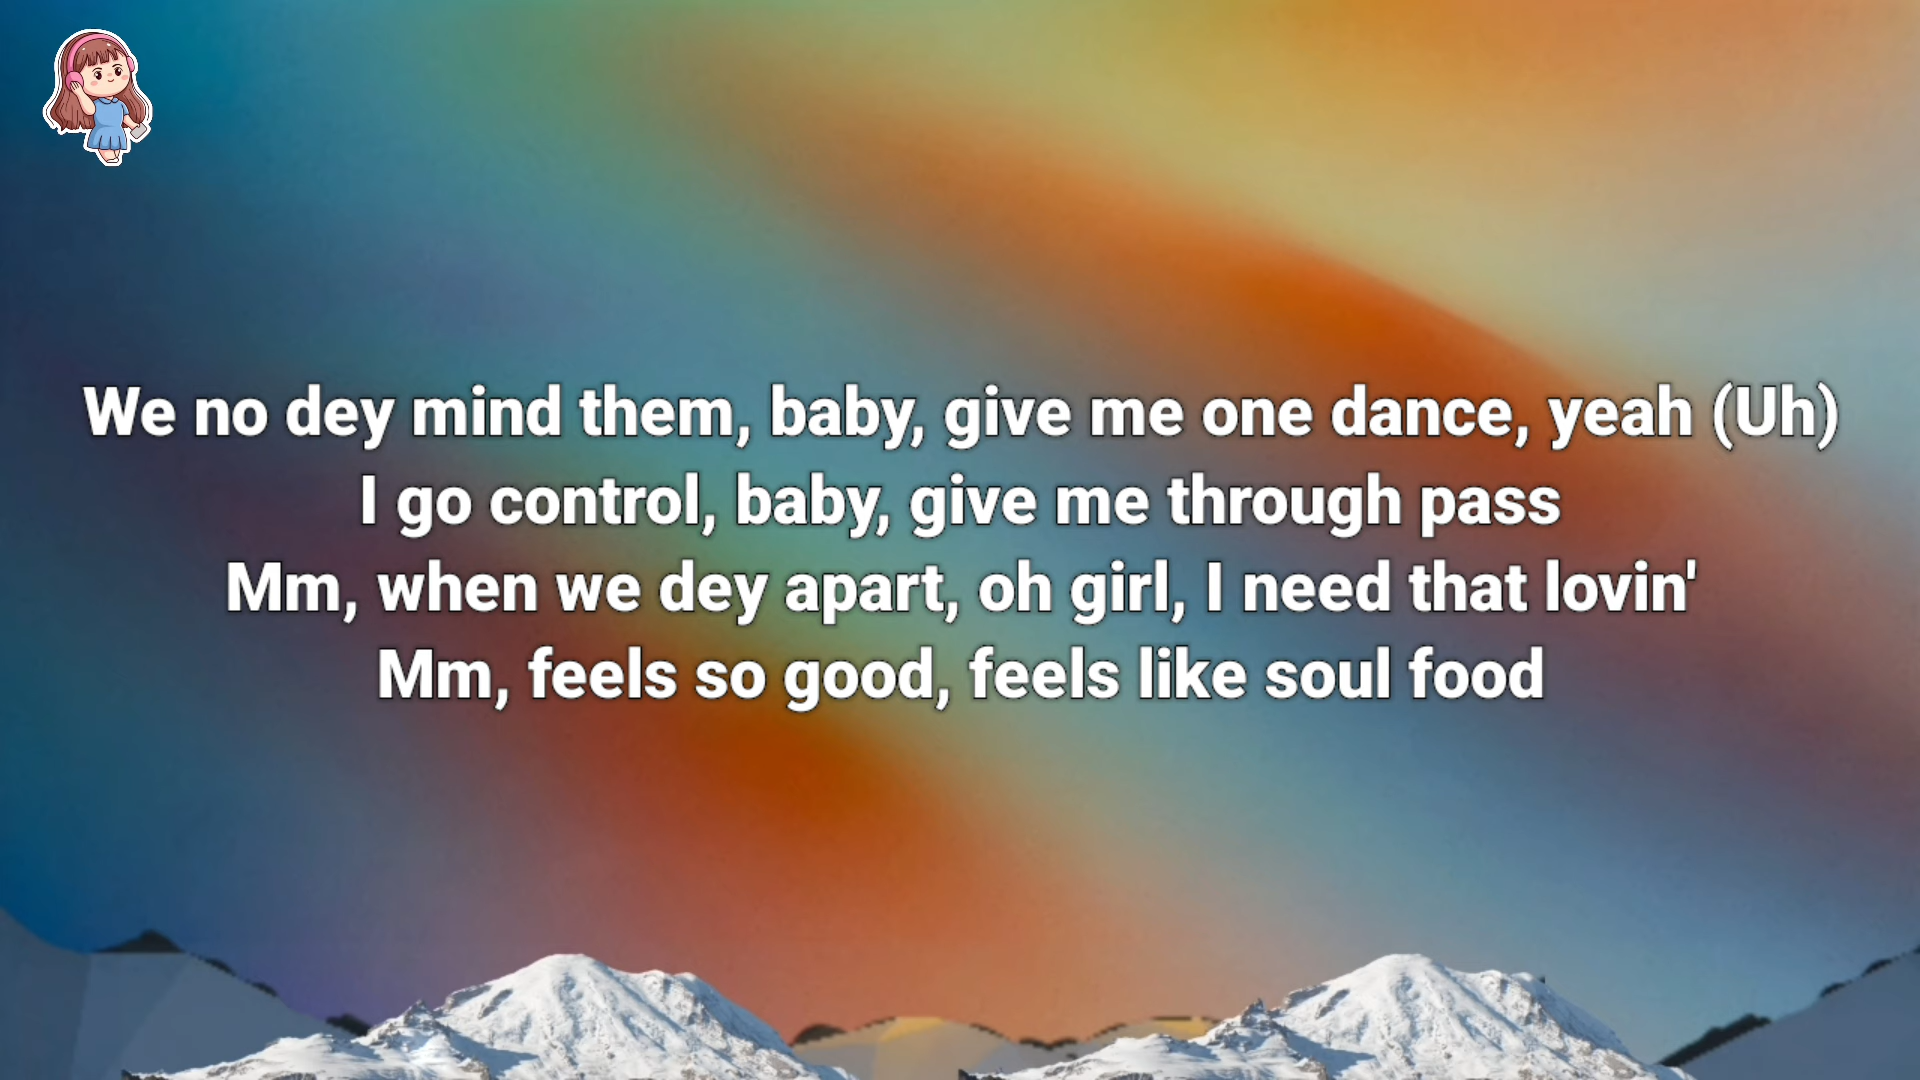 We no dey mind them, baby, give me one dance, yeah (Uh)
I go control, baby, give me through pass
Mm, when we dey apart, oh girl, I need that lovin'
Mm, feels so good, feels like soul food